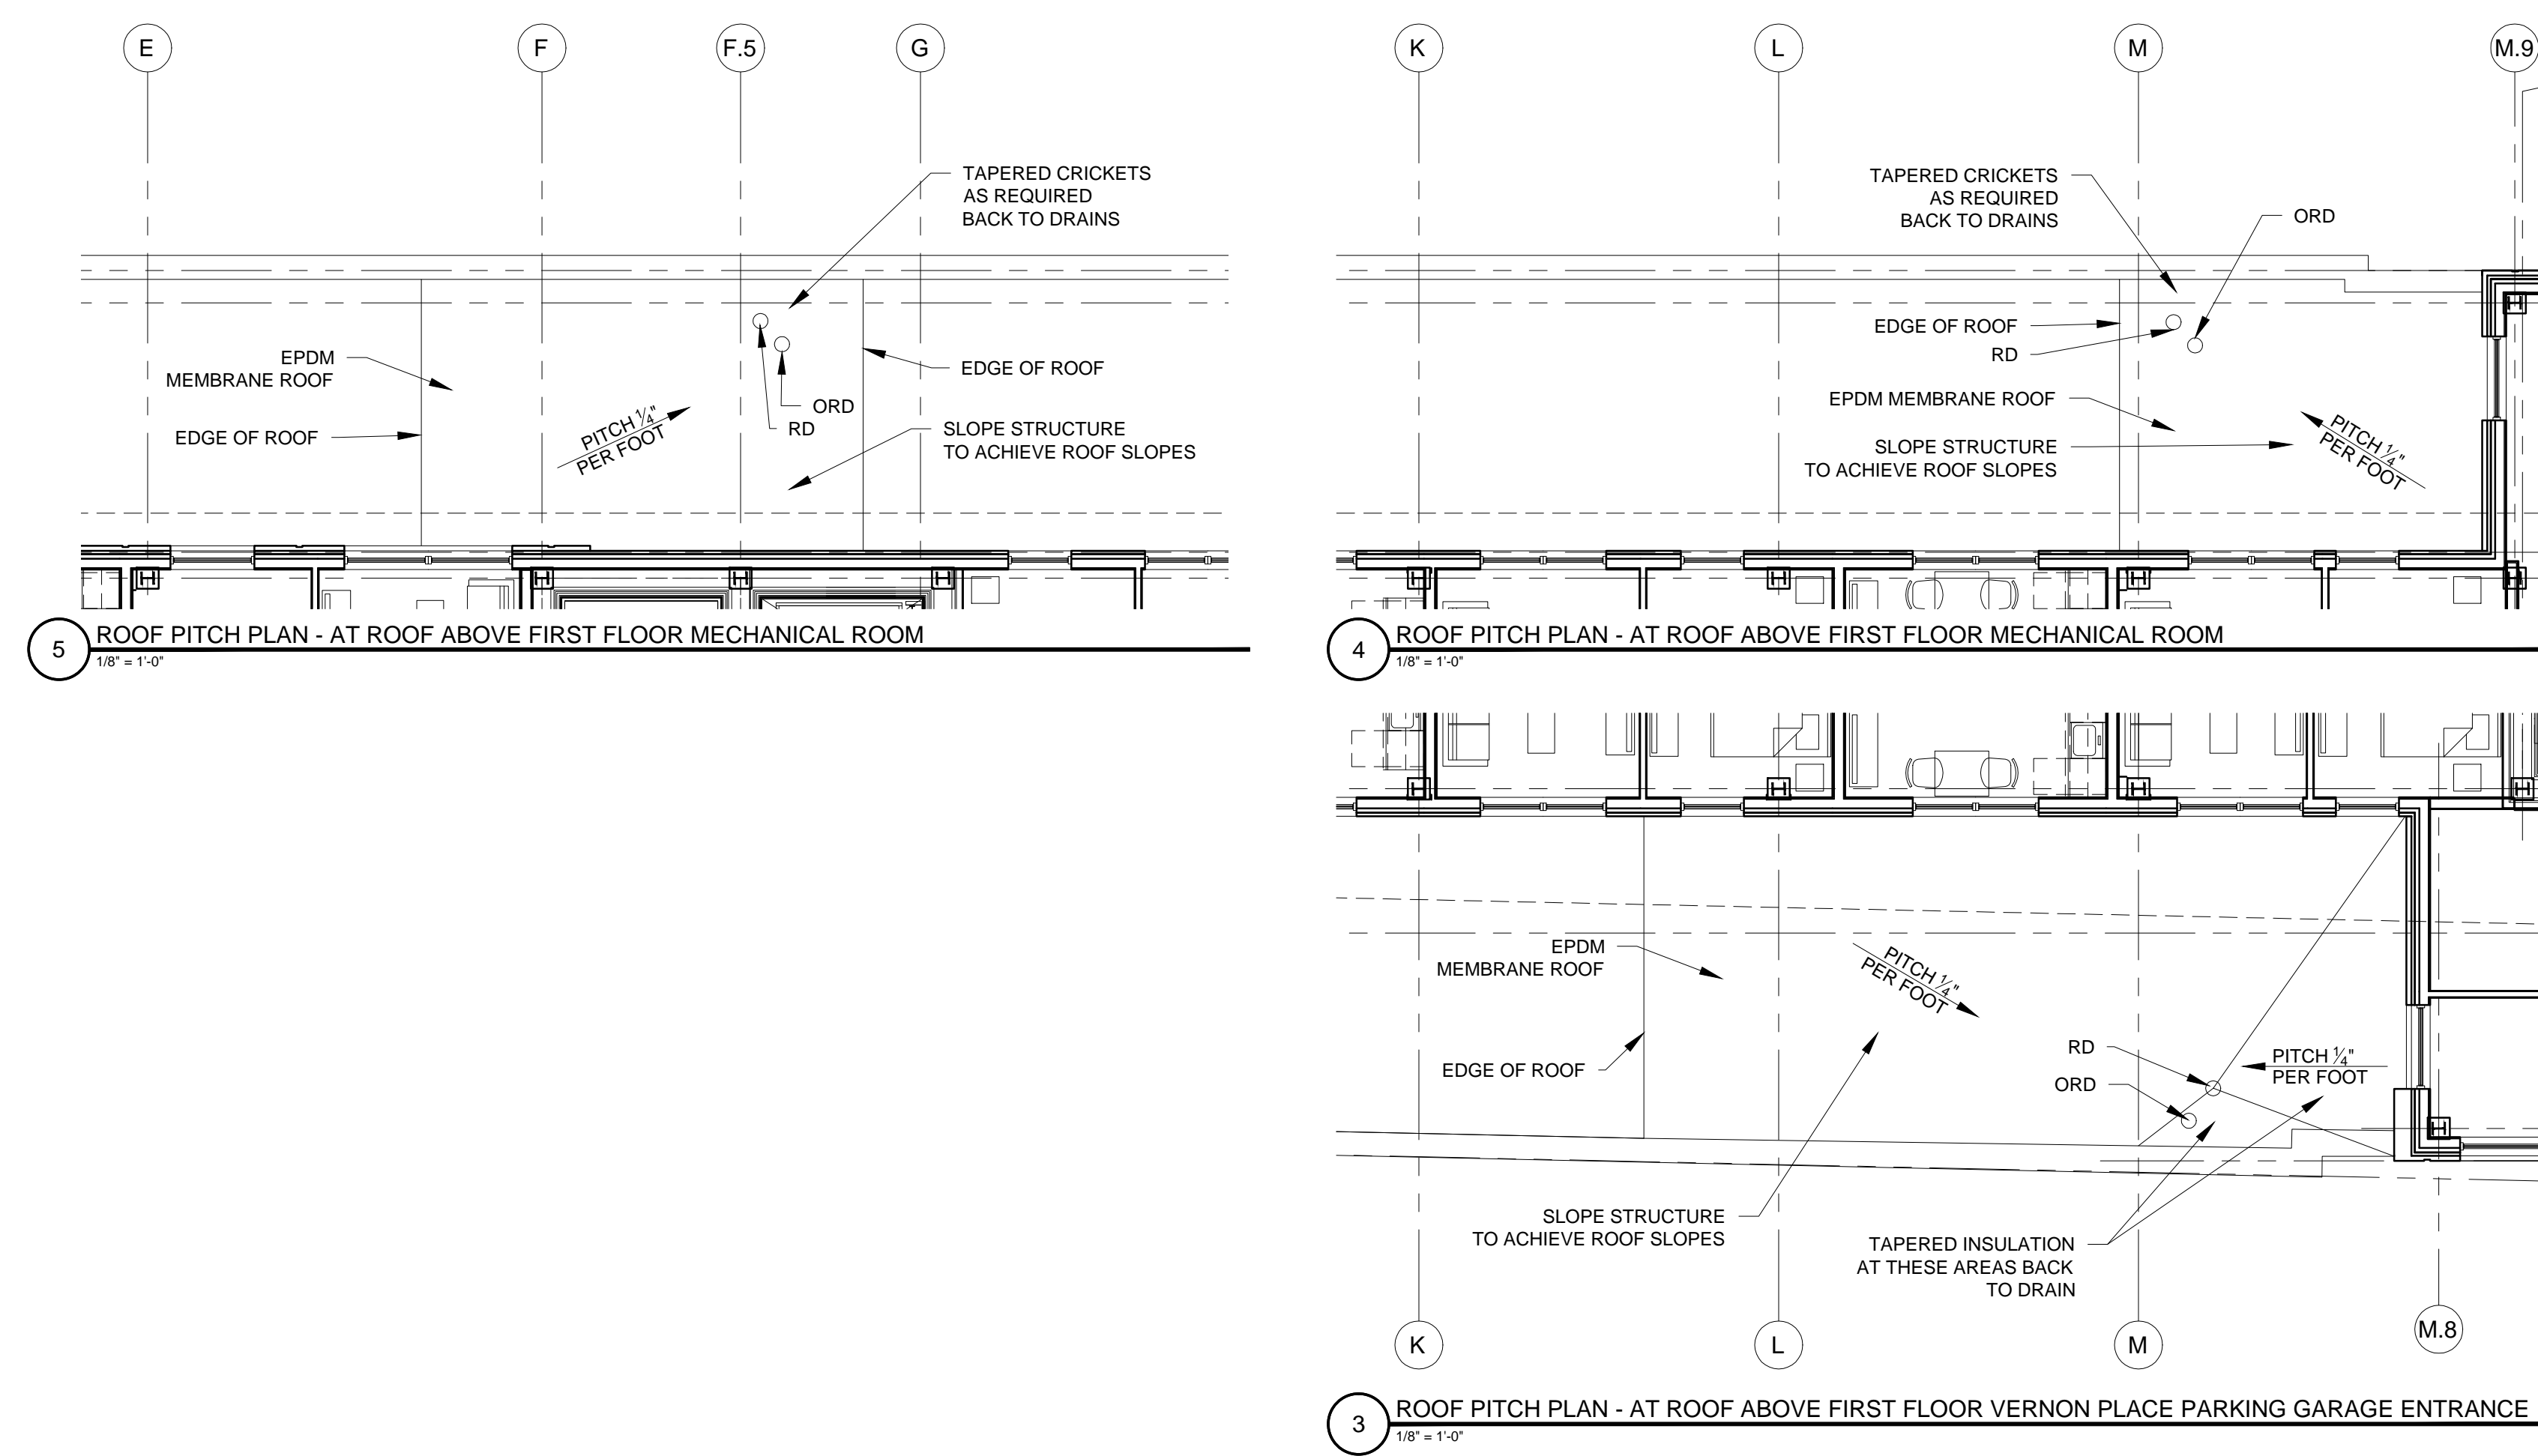 E
F
F.5
G
TAPERED CRICKETS
AS REQUIRED
BACK TO DRAINS
EPDM
MEMBRANE ROOF
EDGE OF ROOF
EDGE OF ROOF
ORD
RD
PITCH 1/4"
PER FOOT
SLOPE STRUCTURE
TO ACHIEVE ROOF SLOPES
5
ROOF PITCH PLAN - AT ROOF ABOVE FIRST FLOOR MECHANICAL ROOM
1/8" = 1'-0"
K
L
M
M.9
TAPERED CRICKETS
AS REQUIRED
BACK TO DRAINS
ORD
EDGE OF ROOF
RD
EPDM MEMBRANE ROOF
SLOPE STRUCTURE
TO ACHIEVE ROOF SLOPES
PITCH 1/4"
PER FOOT
4
ROOF PITCH PLAN - AT ROOF ABOVE FIRST FLOOR MECHANICAL ROOM
1/8" = 1'-0"
EPDM
MEMBRANE ROOF
PITCH 1/4"
PER FOOT
EDGE OF ROOF
RD
ORD
PITCH 1/4"
PER FOOT
SLOPE STRUCTURE
TO ACHIEVE ROOF SLOPES
TAPERED INSULATION
AT THESE AREAS BACK
TO DRAIN
K
L
M
M.8
3
ROOF PITCH PLAN - AT ROOF ABOVE FIRST FLOOR VERNON PLACE PARKING GARAGE ENTRANCE
1/8" = 1'-0"